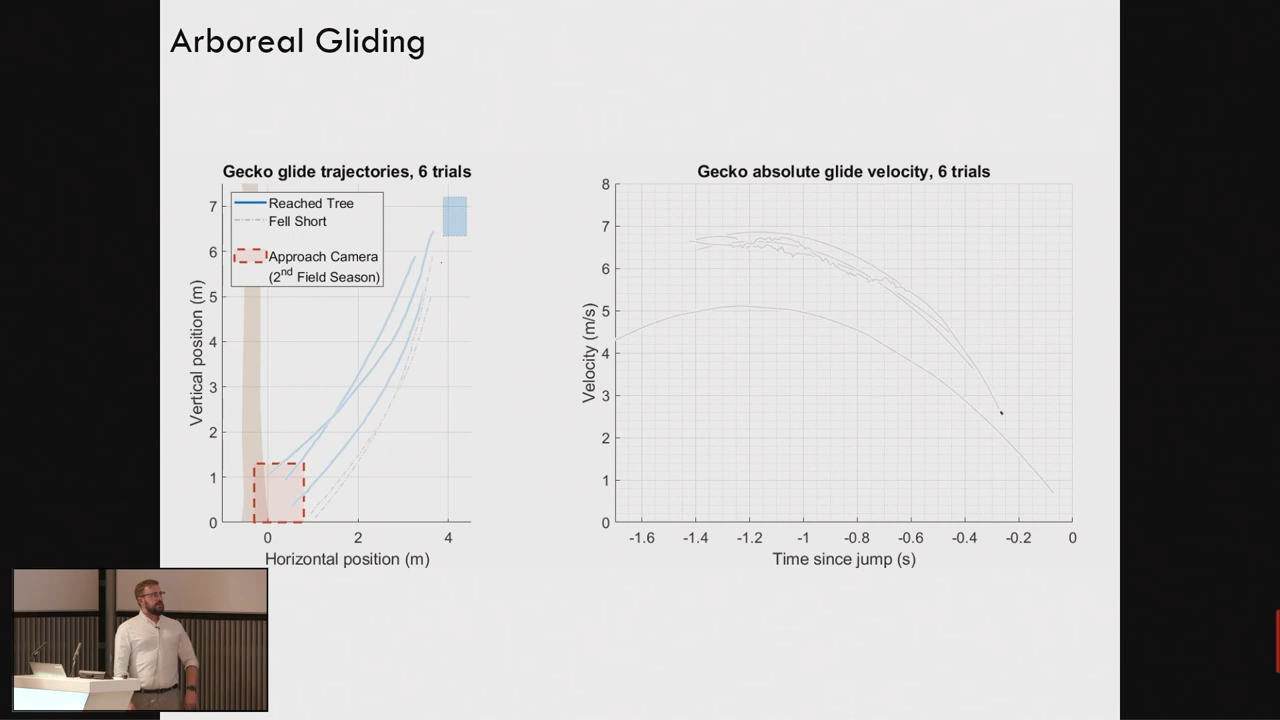 Arboreal Gliding
Gecko glide trajectories, 6 trials
Reached Tree
Fell Short
Approach Camera
(2nd Field Season)
7
6
5
4
3
2
1
0
Vertical position (m)
0 2 4
Horizontal position (m)
Gecko absolute glide velocity, 6 trials
8
7
6
5
4
3
2
1
0
Velocity (m/s)
-1.6 -1.4 -1.2 -1 -0.8 -0.6 -0.4 -0.2 0
Time since jump (s)